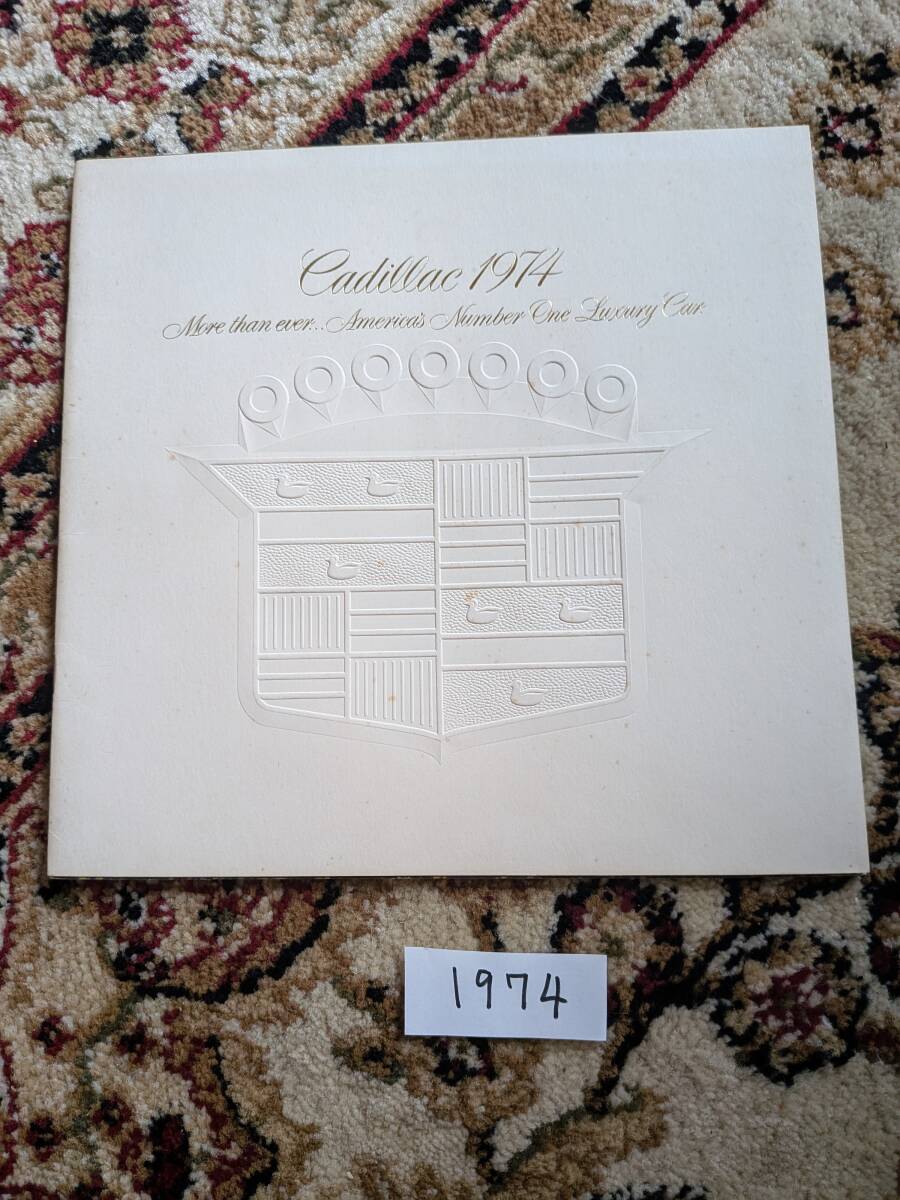 Cadillac 1974
More than ever... America's Number One Luxury Car.
1974